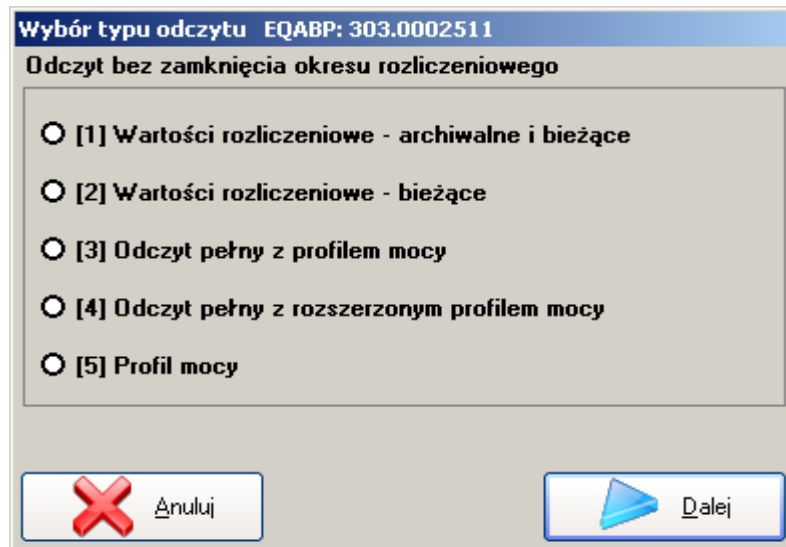 Wybór typu odczytu EQABP: 303.0002511
Odczyt bez zamknięcia okresu rozliczeniowego
[1] Wartości rozliczeniowe - archiwalne i bieżące
[2] Wartości rozliczeniowe - bieżące
[3] Odczyt pełny z profilem mocy
[4] Odczyt pełny z rozszerzonym profilem mocy
[5] Profil mocy
Anuluj
Dalej